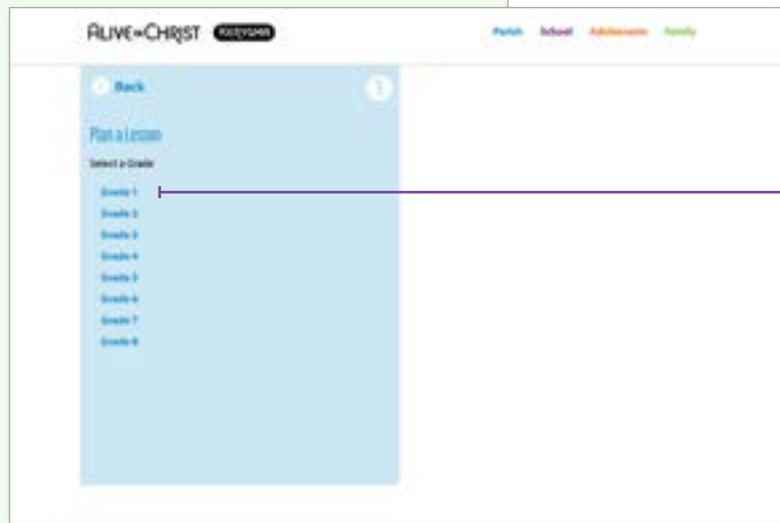 ALIVE IN CHRIST
Parish School Adolescents Family
Back
1
Plan a Lesson
Select a Grade
Grade 1
Grade 2
Grade 3
Grade 4
Grade 5
Grade 6
Grade 7
Grade 8